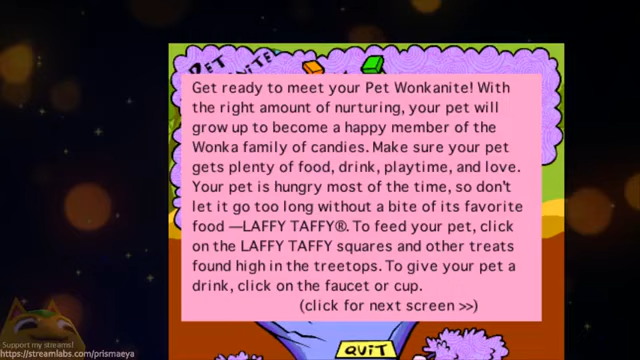 PET
Get ready to meet your Pet Wonkanite! With
the right amount of nurturing, your pet will
grow up to become a happy member of the
Wonka family of candies. Make sure your pet
gets plenty of food, drink, playtime, and love.
Your pet is hungry most of the time, so don't
let it go too long without a bite of its favorite
food —LAFFY TAFFY®. To feed your pet, click
on the LAFFY TAFFY squares and other treats
found high in the treetops. To give your pet a
drink, click on the faucet or cup.
(click for next screen >>)
QUIT
Support my streams!
https://streamlabs.com/prismaeya